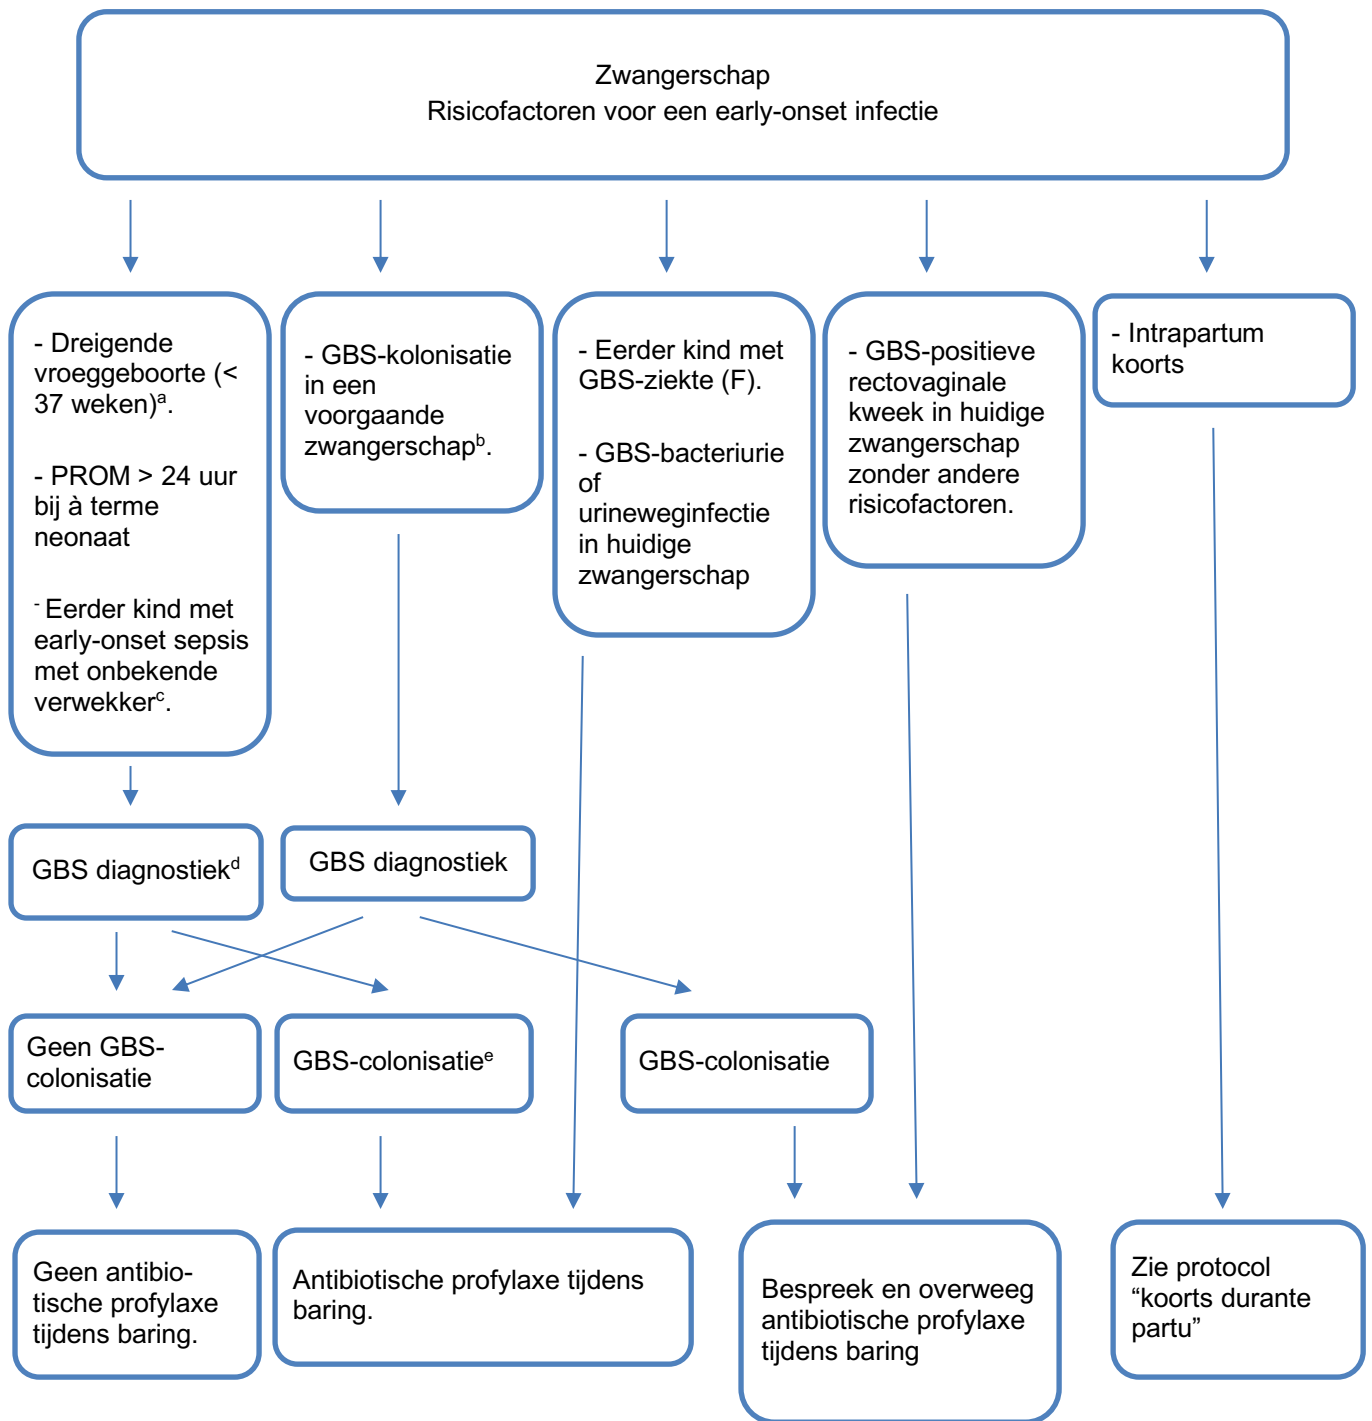 Zwangerschap
Risicofactoren voor een early-onset infectie
- Dreigende
vroeggeboorte (<
37 weken)ᵃ.
- PROM > 24 uur
bij à terme
neonaat
- Eerder kind met
early-onset sepsis
met onbekende
verwekkerᶜ.
- GBS-kolonisatie
in een
voorgaande
zwangerschapᵇ.
- Eerder kind met
GBS-ziekte (F).
- GBS-bacteriurie
of
urineweginfectie
in huidige
zwangerschap
- GBS-positieve
rectovaginale
kweek in huidige
zwangerschap
zonder andere
risicofactoren.
- Intrapartum
koorts
GBS diagnostiekᵈ
GBS diagnostiek
Geen GBS-
colonisatie
GBS-colonisatieᵉ
GBS-colonisatie
Geen antibio-
tische profylaxe
tijdens baring.
Antibiotische profylaxe tijdens
baring.
Bespreek en overweeg
antibiotische profylaxe
tijdens baring
Zie protocol
“koorts durante
partu”